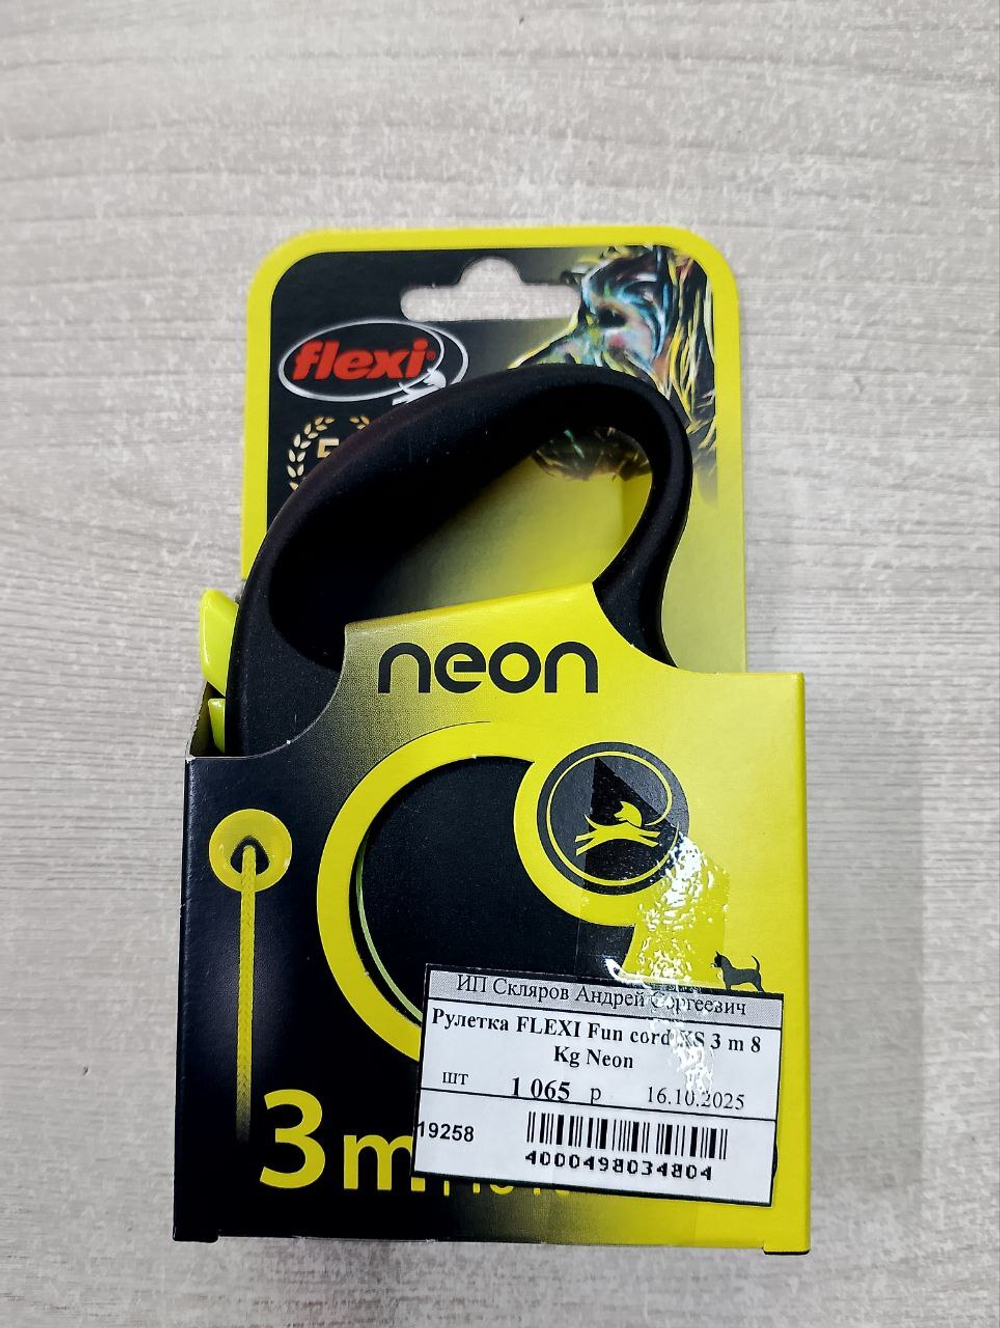 flexi
neon
ИП Скляров Андрей Сергеевич
Рулетка FLEXI Fun cord XS 3 m 8
Kg Neon
шт 1 065 р 16.10.2025
19258
4000498034804
3 m